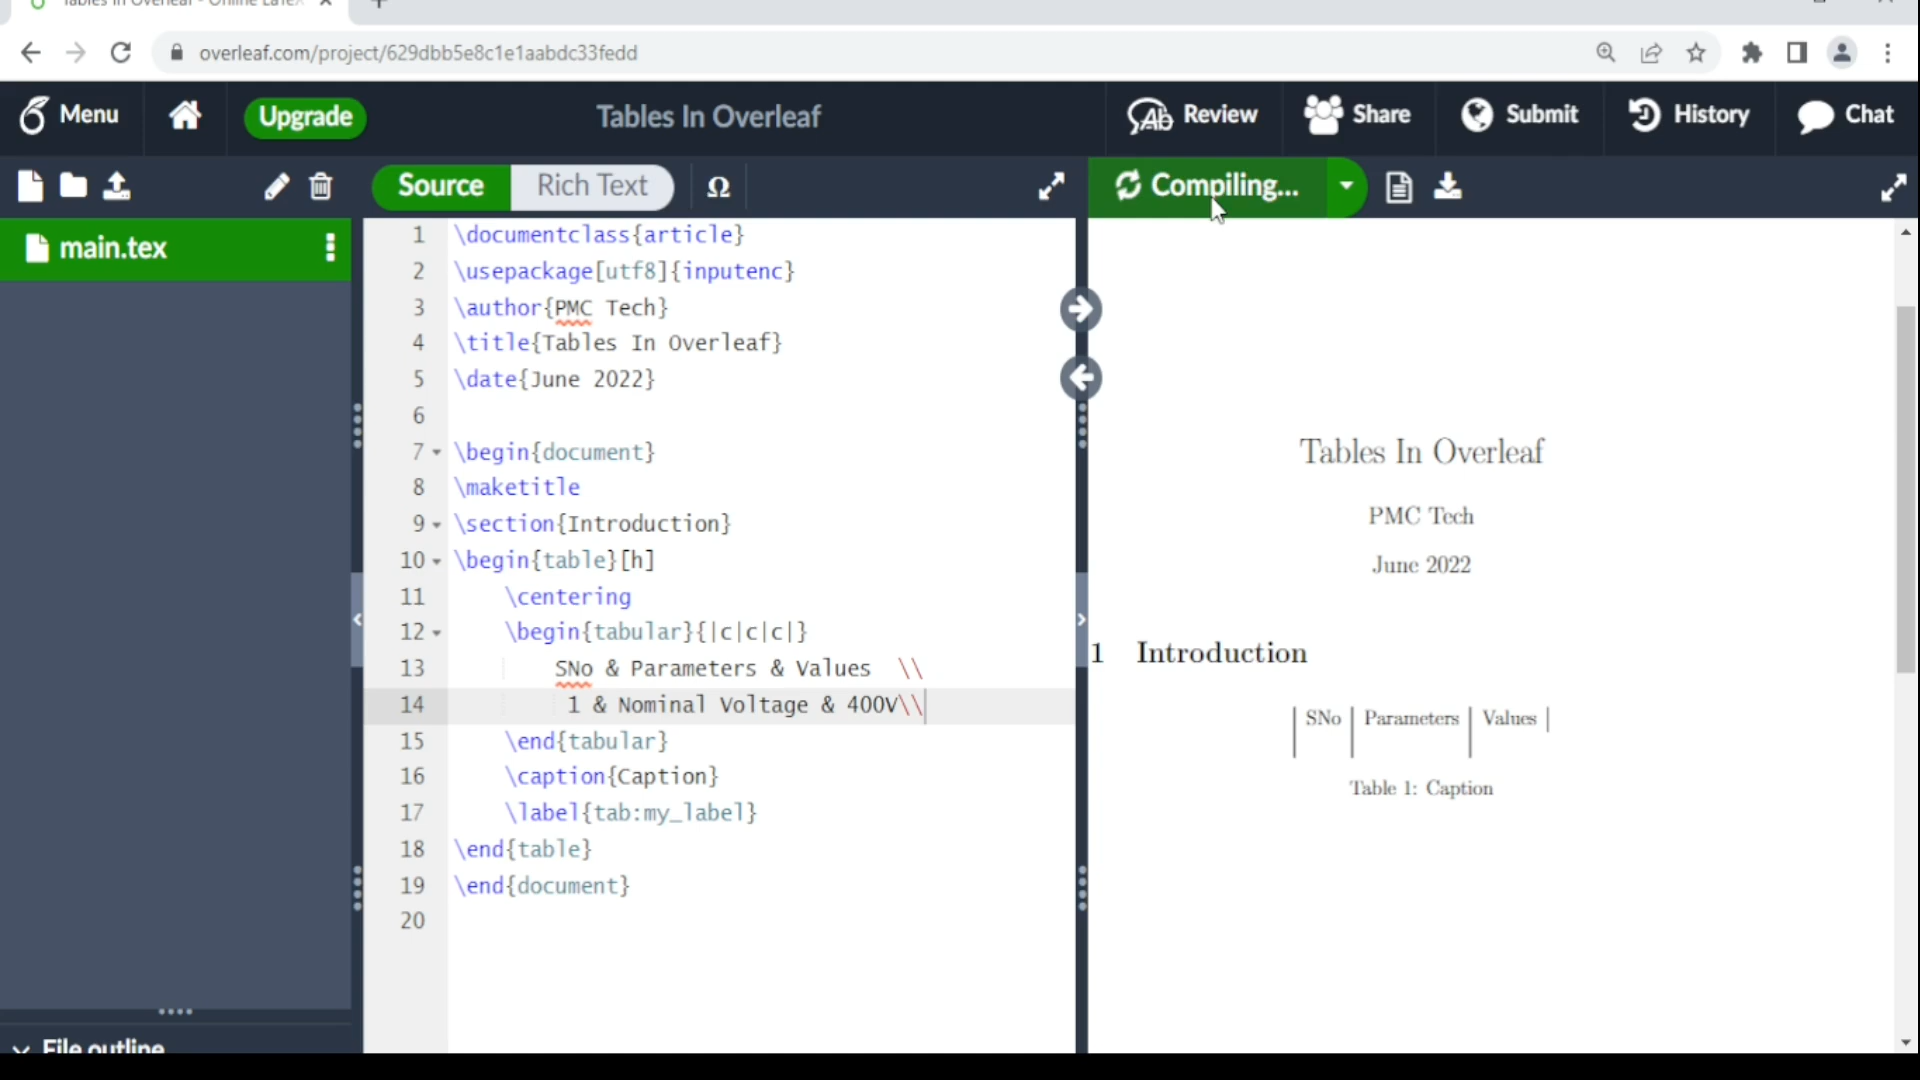 Tables In Overleaf - Online LaTeX
overleaf.com/project/629dbb5e8c1e1aabdc33fedd
Menu
Upgrade
Tables In Overleaf
Review
Share
Submit
History
Chat
Source
Rich Text
Ω
Compiling...
main.tex
1 \documentclass{article}
2 \usepackage[utf8]{inputenc}
3 \author{PMC Tech}
4 \title{Tables In Overleaf}
5 \date{June 2022}
6
7 \begin{document}
8 \maketitle
9 \section{Introduction}
10 \begin{table}[h]
11 \centering
12 \begin{tabular}{|c|c|c|}
13 SNo & Parameters & Values \\
14 1 & Nominal Voltage & 400V\\
15 \end{tabular}
16 \caption{Caption}
17 \label{tab:my_label}
18 \end{table}
19 \end{document}
20
File outline
Tables In Overleaf
PMC Tech
June 2022
1 Introduction
SNo Parameters Values
Table 1: Caption